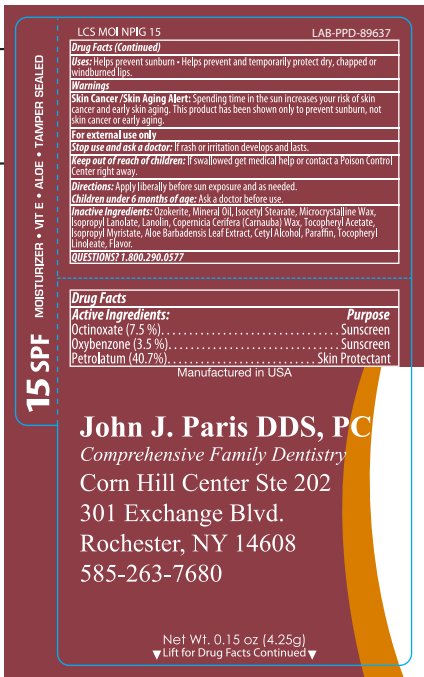 LCS MOI NPIG 15 LAB-PPD-89637
Drug Facts (Continued)
Uses: Helps prevent sunburn • Helps prevent and temporarily protect dry, chapped or
windburned lips.
Warnings
Skin Cancer /Skin Aging Alert: Spending time in the sun increases your risk of skin
cancer and early skin aging. This product has been shown only to prevent sunburn, not
skin cancer or early aging.
For external use only
Stop use and ask a doctor: If rash or irritation develops and lasts.
Keep out of reach of children: If swallowed get medical help or contact a Poison Control
Center right away.
Directions: Apply liberally before sun exposure and as needed.
Children under 6 months of age: Ask a doctor before use.
Inactive Ingredients: Ozokerite, Mineral Oil, Isocetyl Stearate, Microcrystalline Wax,
Isopropyl Lanolate, Lanolin, Copernicia Cerifera (Carnauba) Wax, Tocopheryl Acetate,
Isopropyl Myristate, Aloe Barbadensis Leaf Extract, Cetyl Alcohol, Paraffin, Tocopheryl
Linoleate, Flavor.
QUESTIONS? 1.800.290.0577
15 SPF MOISTURIZER • VIT E • ALOE • TAMPER SEALED
Drug Facts
Active Ingredients: Purpose
Octinoxate (7.5 %)............................Sunscreen
Oxybenzone (3.5 %)............................Sunscreen
Petrolatum (40.7%)........................Skin Protectant
Manufactured in USA
John J. Paris DDS, PC
Comprehensive Family Dentistry
Corn Hill Center Ste 202
301 Exchange Blvd.
Rochester, NY 14608
585-263-7680
Net Wt. 0.15 oz (4.25g)
▼Lift for Drug Facts Continued▼